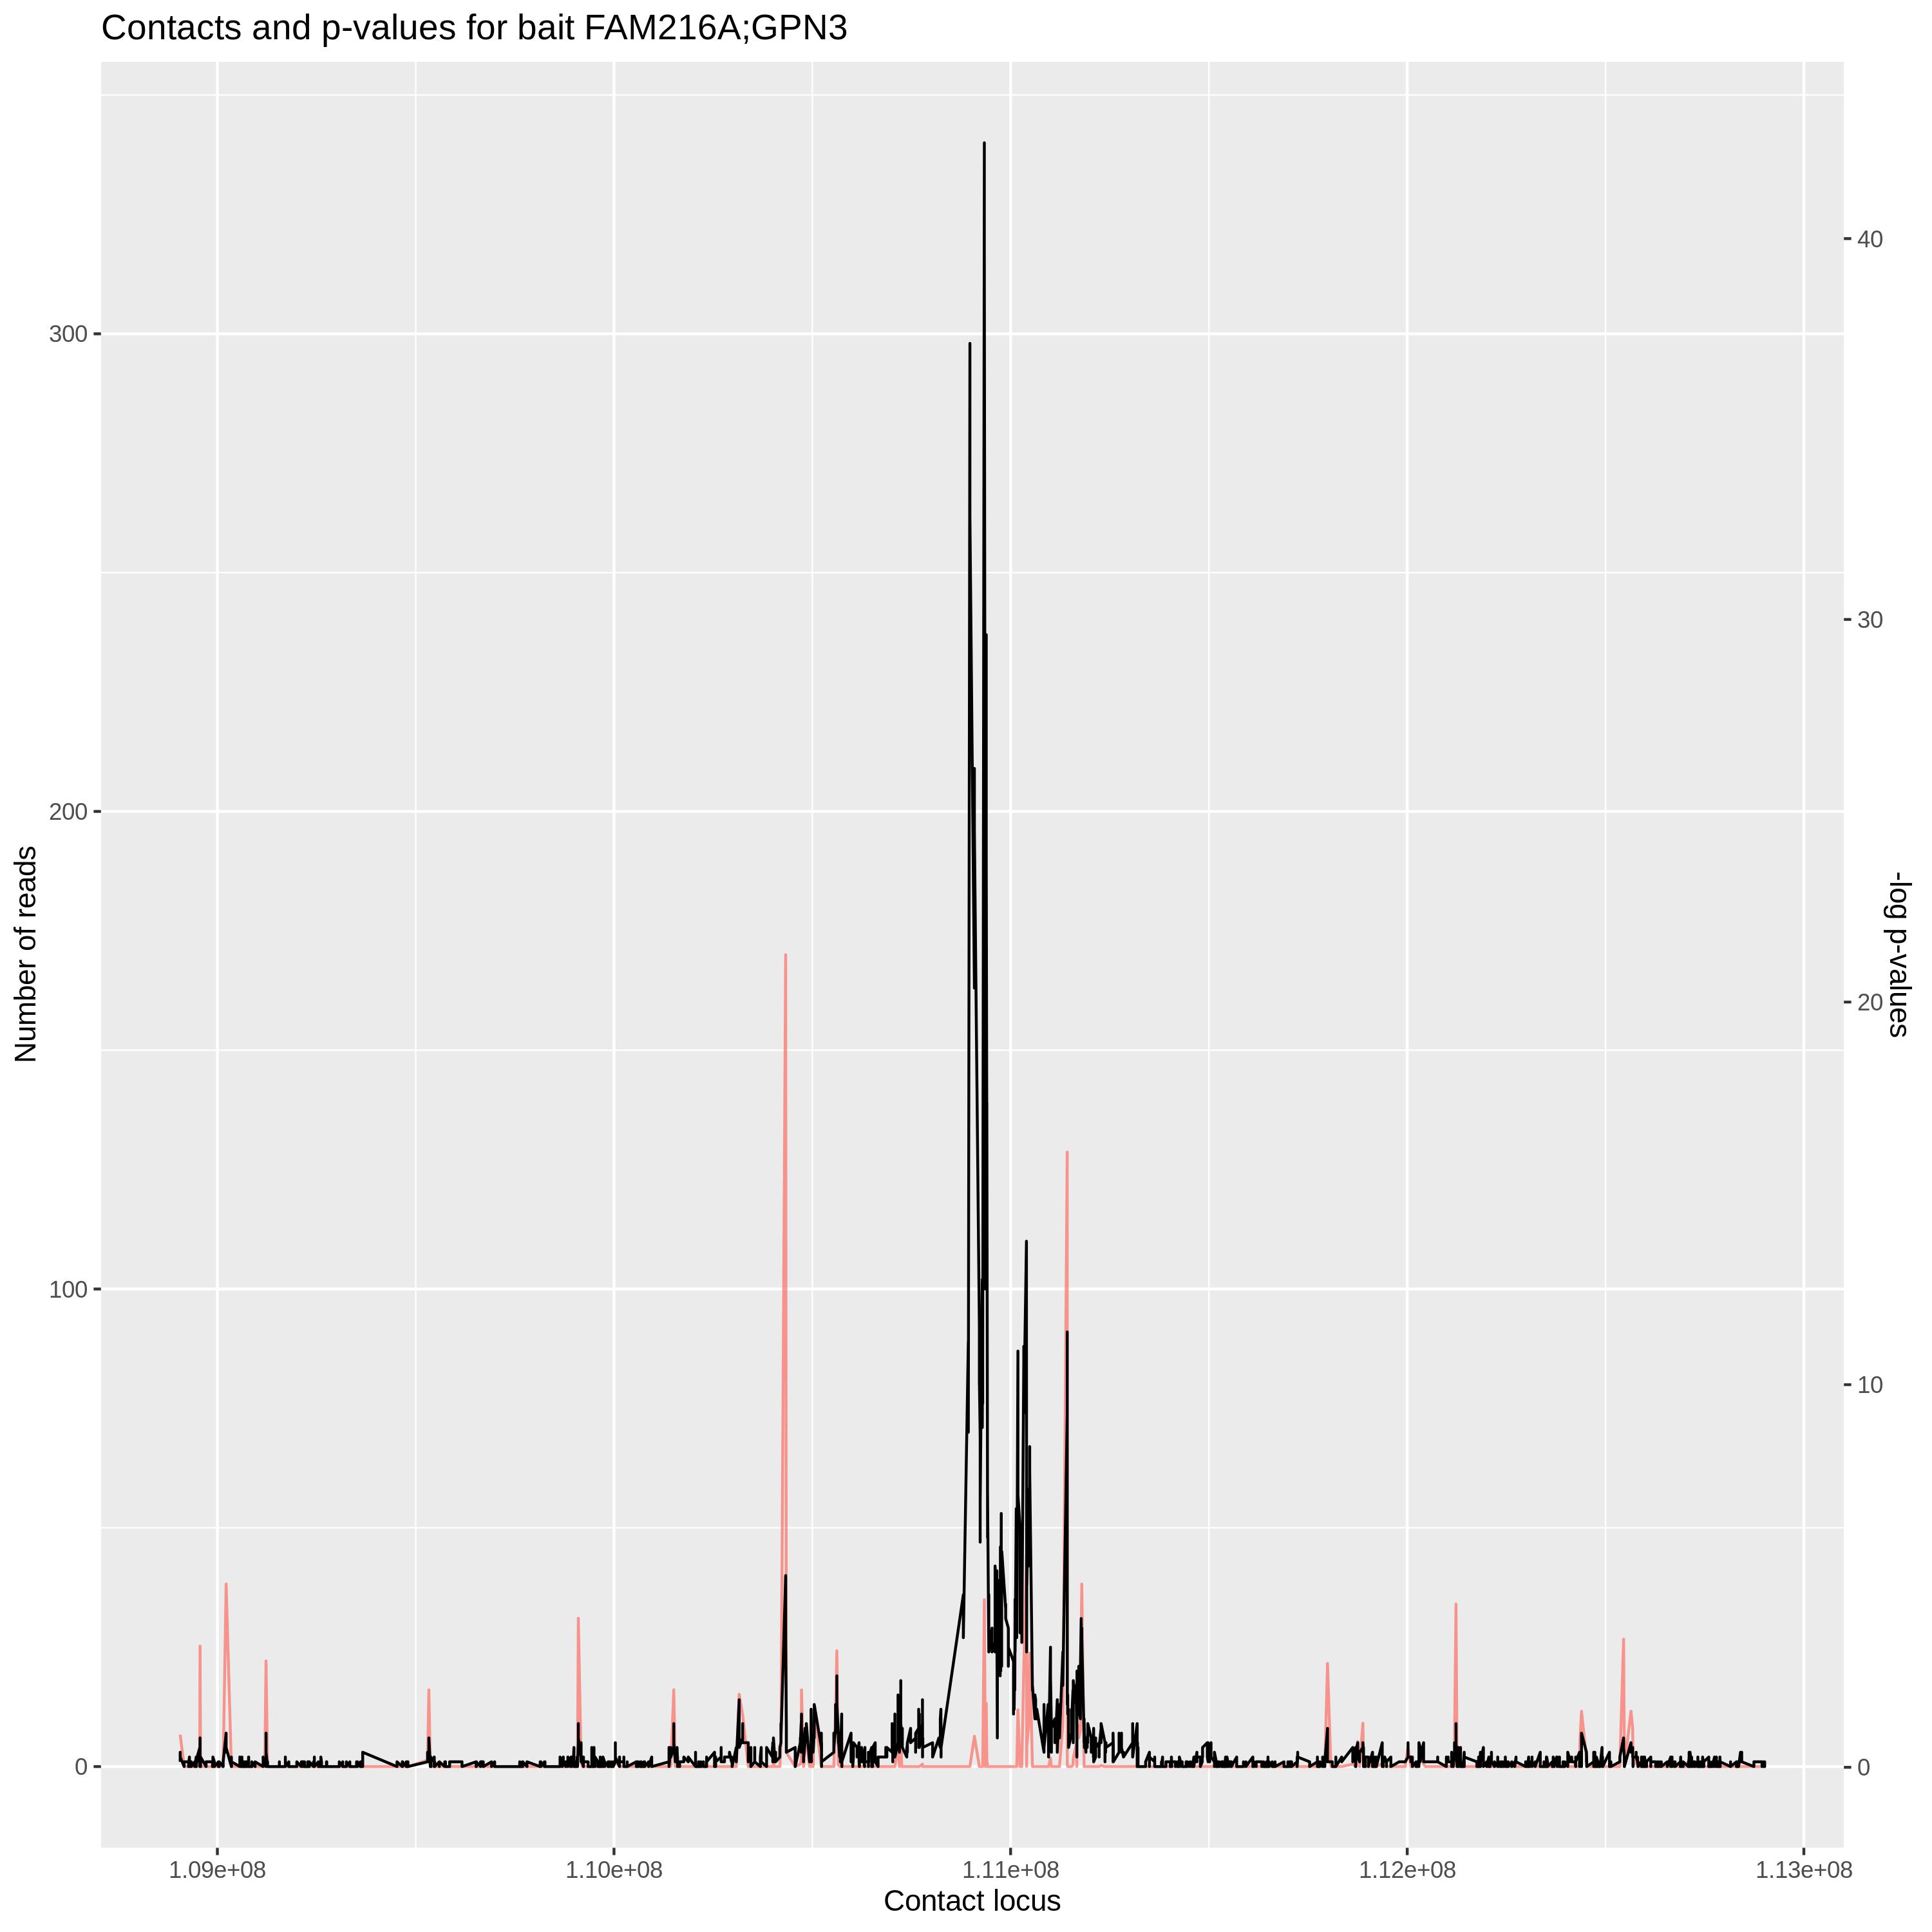 Contacts and p-values for bait FAM216A;GPN3
Number of reads
300
200
100
0
40
30
20
10
0
-log p-values
1.09e+08
1.10e+08
1.11e+08
1.12e+08
1.13e+08
Contact locus